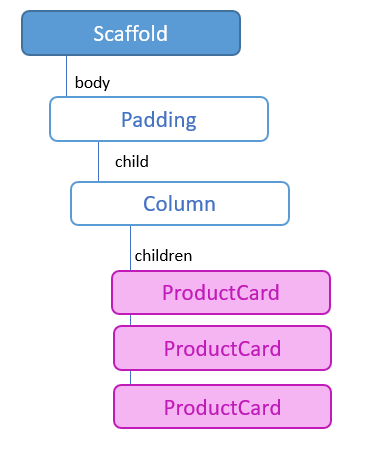 Scaffold
body
Padding
child
Column
children
ProductCard
ProductCard
ProductCard